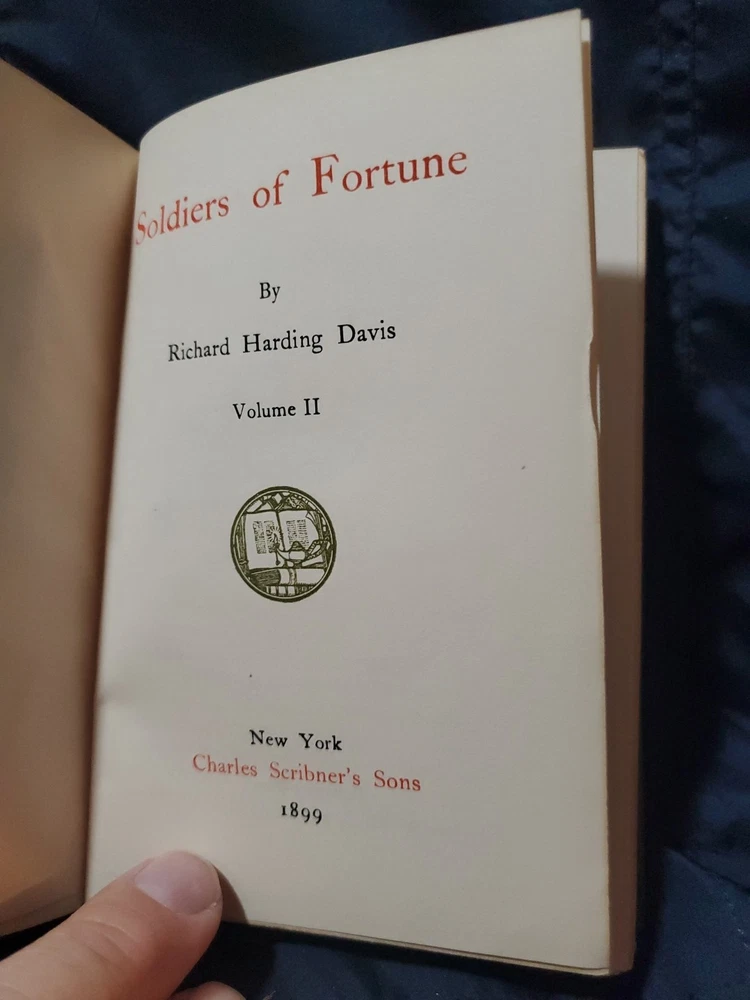 Soldiers of Fortune
By
Richard Harding Davis
Volume II
New York
Charles Scribner's Sons
1899